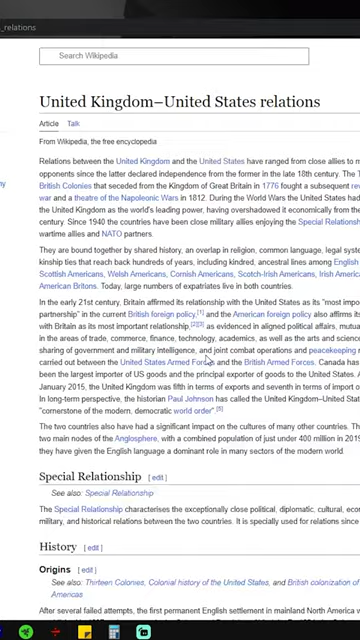 _relations
Search Wikipedia
United Kingdom–United States relations
Article Talk
From Wikipedia, the free encyclopedia
Relations between the United Kingdom and the United States have ranged from close allies to
opponents since the latter declared independence from the former in the late 18th century. The
British Colonies that seceded from the Kingdom of Great Britain in 1776 fought a subsequent
war and a theatre of the Napoleonic Wars in 1812. During the World Wars the United States had
the United Kingdom as the world's leading power, having overshadowed it economically from the
century. Since 1940 the countries have been close military allies enjoying the Special
wartime allies and NATO partners.
They are bound together by shared history, an overlap in religion, common language, legal
kinship ties that reach back hundreds of years, including kindred, ancestral lines among English
Scottish Americans, Welsh Americans, Cornish Americans, Scotch-Irish Americans, Irish
American Britons. Today, large numbers of expatriates live in both countries.
In the early 21st century, Britain affirmed its relationship with the United States as its "most
partnership" in the current British foreign policy,[1] and the American foreign policy also affirms its
with Britain as its most important relationship,[2][3] as evidenced in aligned political affairs,
in the areas of trade, commerce, finance, technology, academics, as well as the arts and
sharing of government and military intelligence, and joint combat operations and peacekeeping
carried out between the United States Armed Forces and the British Armed Forces. Canada has
been the largest importer of US goods and the principal exporter of goods to the United States.
January 2015, the United Kingdom was fifth in terms of exports and seventh in terms of import of
In long-term perspective, the historian Paul Johnson has called the United Kingdom–United
"cornerstone of the modern, democratic world order".[5]
The two countries also have had a significant impact on the cultures of many other countries.
two main nodes of the Anglosphere, with a combined population of just under 400 million in 2019
they have given the English language a dominant role in many sectors of the modern world.
Special Relationship [ edit ]
See also: Special Relationship
The Special Relationship characterises the exceptionally close political, diplomatic, cultural,
military, and historical relations between the two countries. It is specially used for relations since
History [ edit ]
Origins [ edit ]
See also: Thirteen Colonies, Colonial history of the United States, and British colonization of
Americas
After several failed attempts, the first permanent English settlement in mainland North